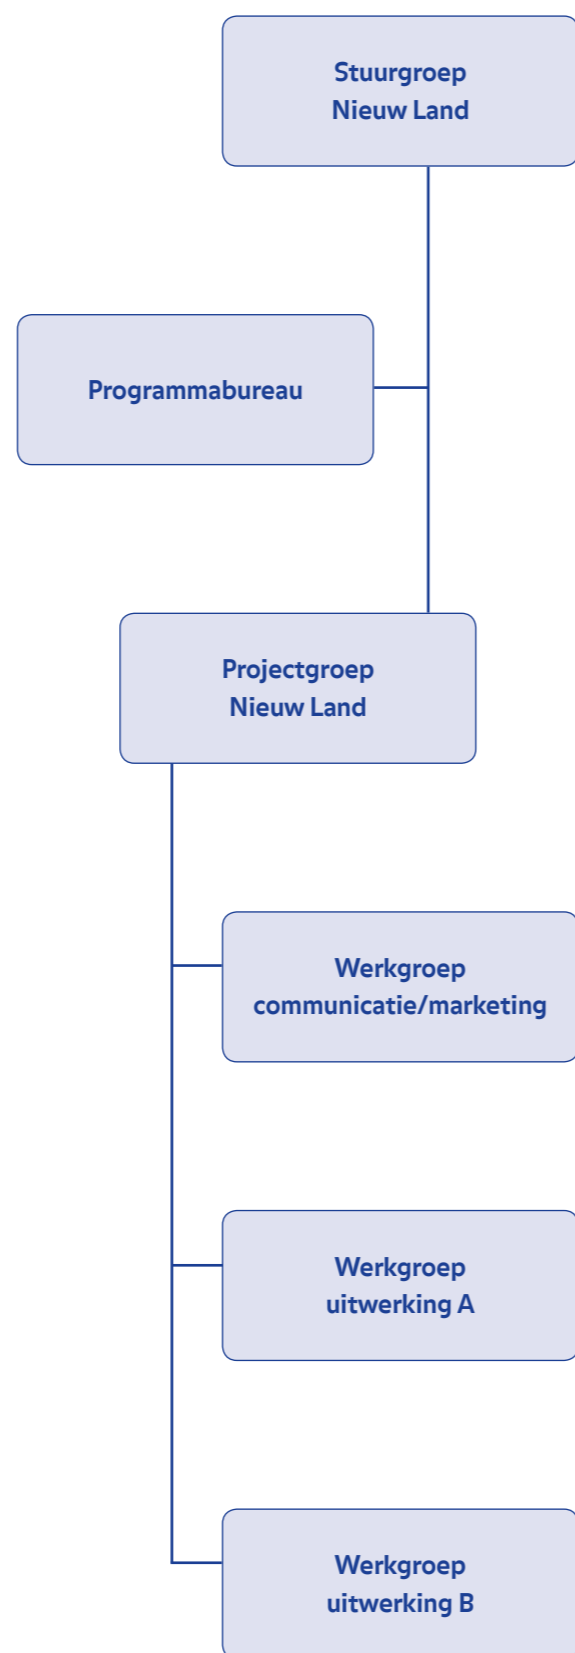 Stuurgroep
Nieuw Land
Programmabureau
Projectgroep
Nieuw Land
Werkgroep
communicatie/marketing
Werkgroep
uitwerking A
Werkgroep
uitwerking B